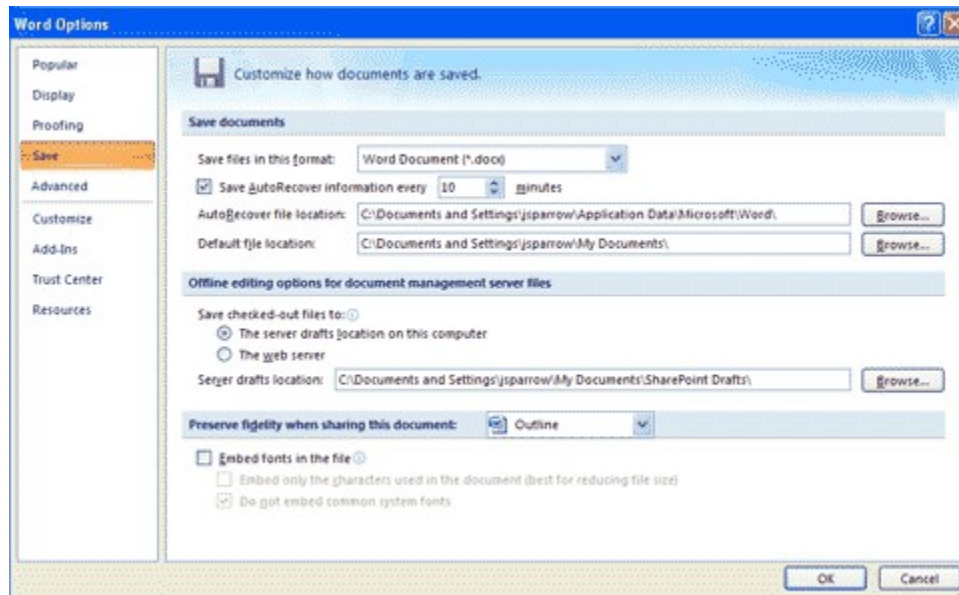 Word Options
Popular
Display
Proofing
Save
Advanced
Customize
Add-Ins
Trust Center
Resources
Customize how documents are saved.
Save documents
Save files in this format: Word Document (*.docx)
Save AutoRecover information every 10 minutes
AutoRecover file location: C:\Documents and Settings\jsparrow\Application Data\Microsoft\Word\ Browse...
Default file location: C:\Documents and Settings\jsparrow\My Documents\ Browse...
Offline editing options for document management server files
Save checked-out files to:
The server drafts location on this computer
The web server
Server drafts location: C:\Documents and Settings\jsparrow\My Documents\SharePoint Drafts\ Browse...
Preserve fidelity when sharing this document: Outline
Embed fonts in the file
Embed only the characters used in the document (best for reducing file size)
Do not embed common system fonts
OK Cancel